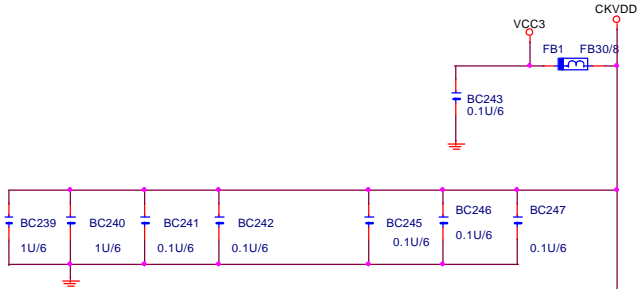 CKVDD
VCC3
FB1 FB30/8
BC243
0.1U/6
BC239 BC240 BC241 BC242 BC245 BC246 BC247
1U/6 1U/6 0.1U/6 0.1U/6 0.1U/6 0.1U/6 0.1U/6